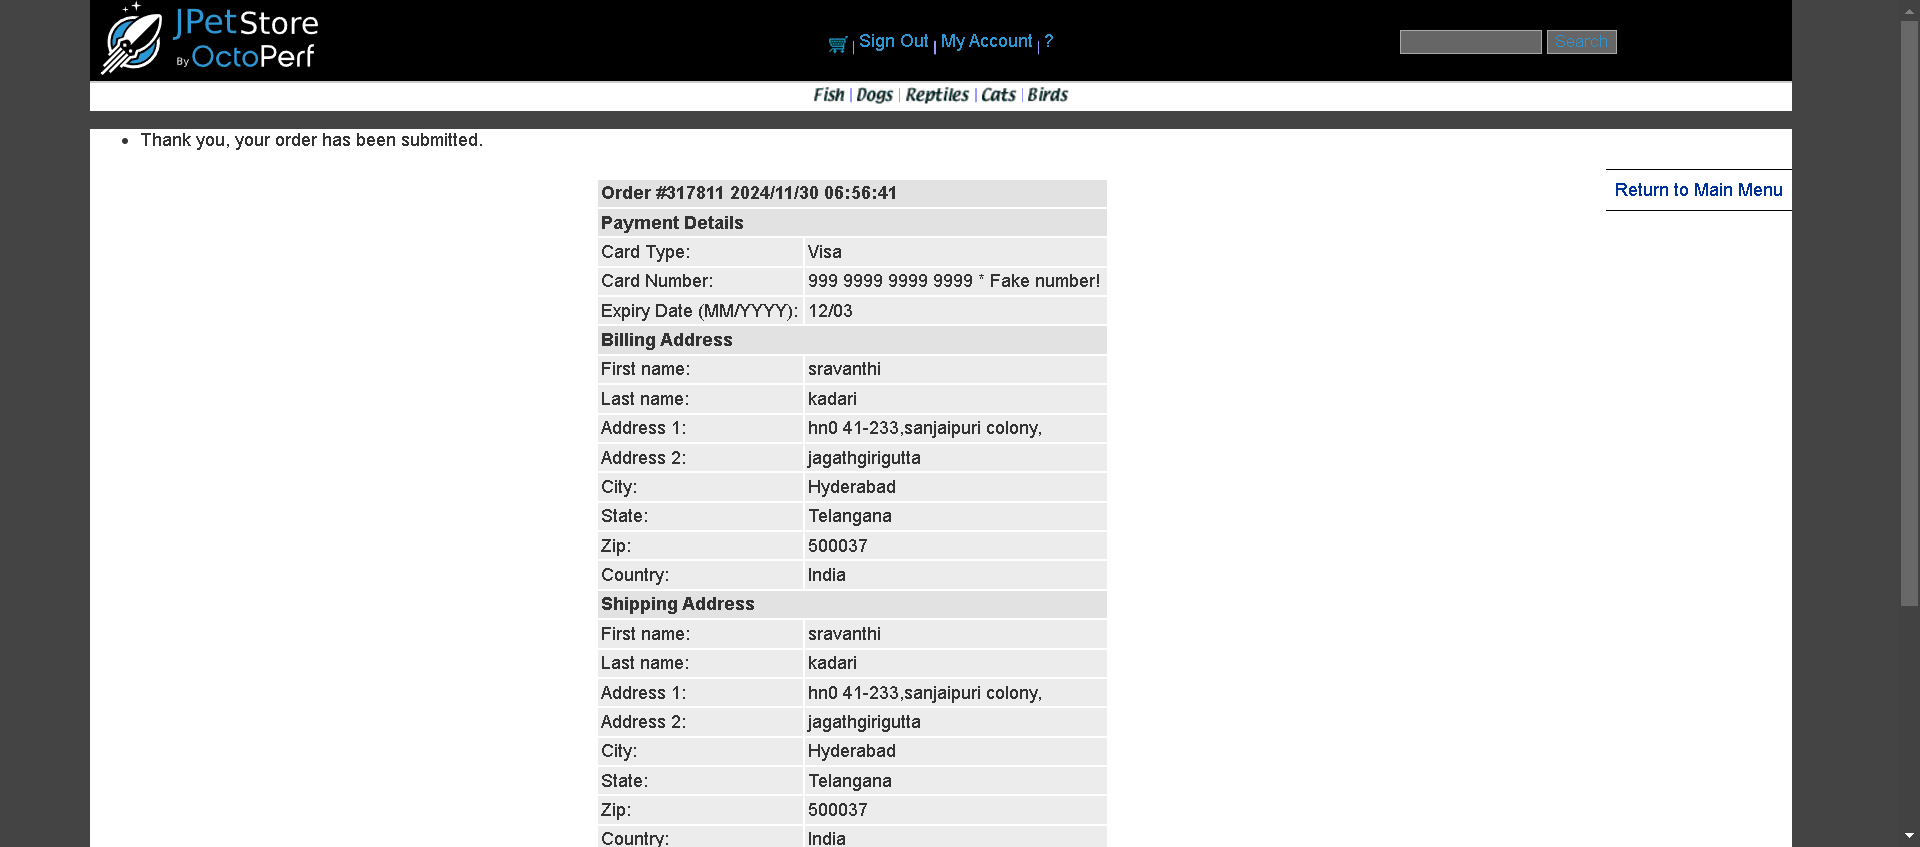 JPetStore
By OctoPerf
Sign Out | My Account | ?
Search
Fish | Dogs | Reptiles | Cats | Birds
• Thank you, your order has been submitted.
Return to Main Menu
Order #317811 2024/11/30 06:56:41
Payment Details
Card Type: Visa
Card Number: 999 9999 9999 9999 * Fake number!
Expiry Date (MM/YYYY): 12/03
Billing Address
First name: sravanthi
Last name: kadari
Address 1: hn0 41-233,sanjaipuri colony,
Address 2: jagathgirigutta
City: Hyderabad
State: Telangana
Zip: 500037
Country: India
Shipping Address
First name: sravanthi
Last name: kadari
Address 1: hn0 41-233,sanjaipuri colony,
Address 2: jagathgirigutta
City: Hyderabad
State: Telangana
Zip: 500037
Country: India